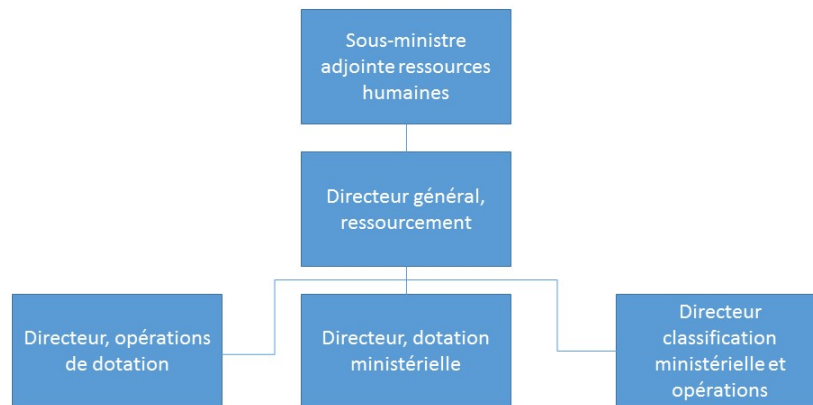 Sous-ministre
adjointe ressources
humaines
Directeur général,
ressourcement
Directeur, opérations
de dotation
Directeur, dotation
ministérielle
Directeur
classification
ministérielle et
opérations